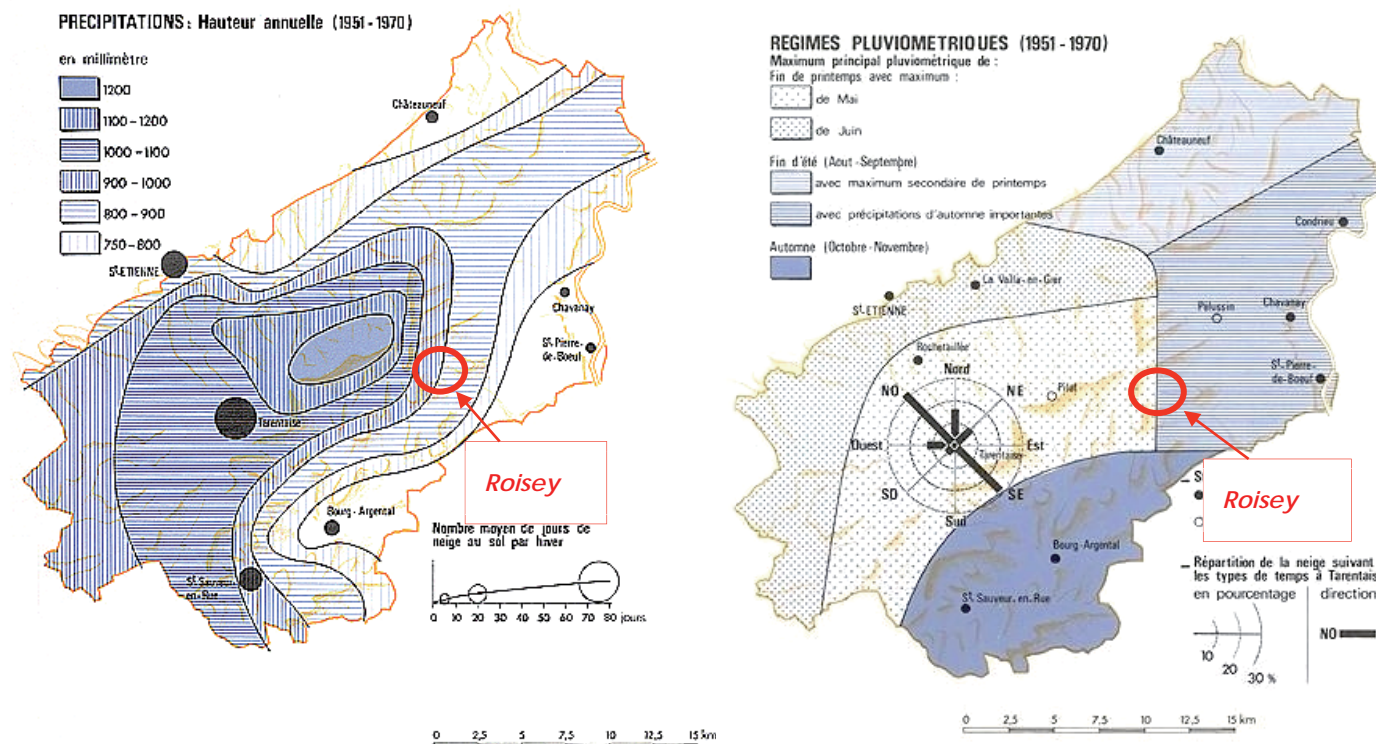 PRECIPITATIONS : Hauteur annuelle (1951-1970)
en millimètre
1200
1100-1200
1000-1100
900-1000
800-900
750-800
Châteauneuf
St ETIENNE
Chavanay
St Pierre-
de-Boeuf
Tarentaise
Roisey
Bourg-Argental
St Sauveur-
en-Rue
Nombre moyen de jours de
neige au sol par hiver
0 10 20 30 40 50 60 70 80 jours
0 2,5 5 7,5 10 12,5 15 km
REGIMES PLUVIOMETRIQUES (1951-1970)
Maximum principal pluviométrique de :
Fin de printemps avec maximum :
de Mai
de Juin
Fin d'été (Aout-Septembre)
avec maximum secondaire de printemps
avec précipitations d'automne importantes
Automne (Octobre-Novembre)
Châteauneuf
Condrieu
La Valla-en-Gier
St-ETIENNE
Pélussin
Chavanay
Rochetaillée
St-Pierre-
de-Boeuf
Nord
NO
NE
Pilat
Ouest
Est
Tarentaise
SO
SE
Sud
Roisey
Bourg-Argental
St Sauveur-en-Rue
Répartition de la neige suivant
les types de temps à Tarentais
en pourcentage
direction
10
20
30 %
NO
0 2,5 5 7,5 10 12,5 15 km